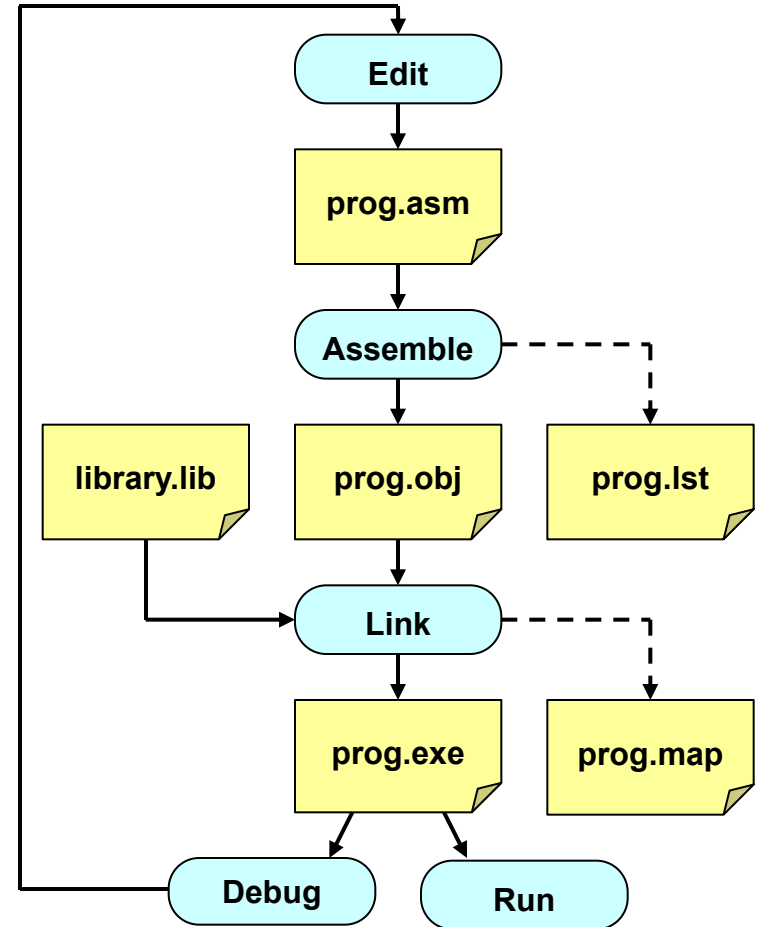 Edit
prog.asm
Assemble
library.lib
prog.obj
prog.lst
Link
prog.exe
prog.map
Debug
Run